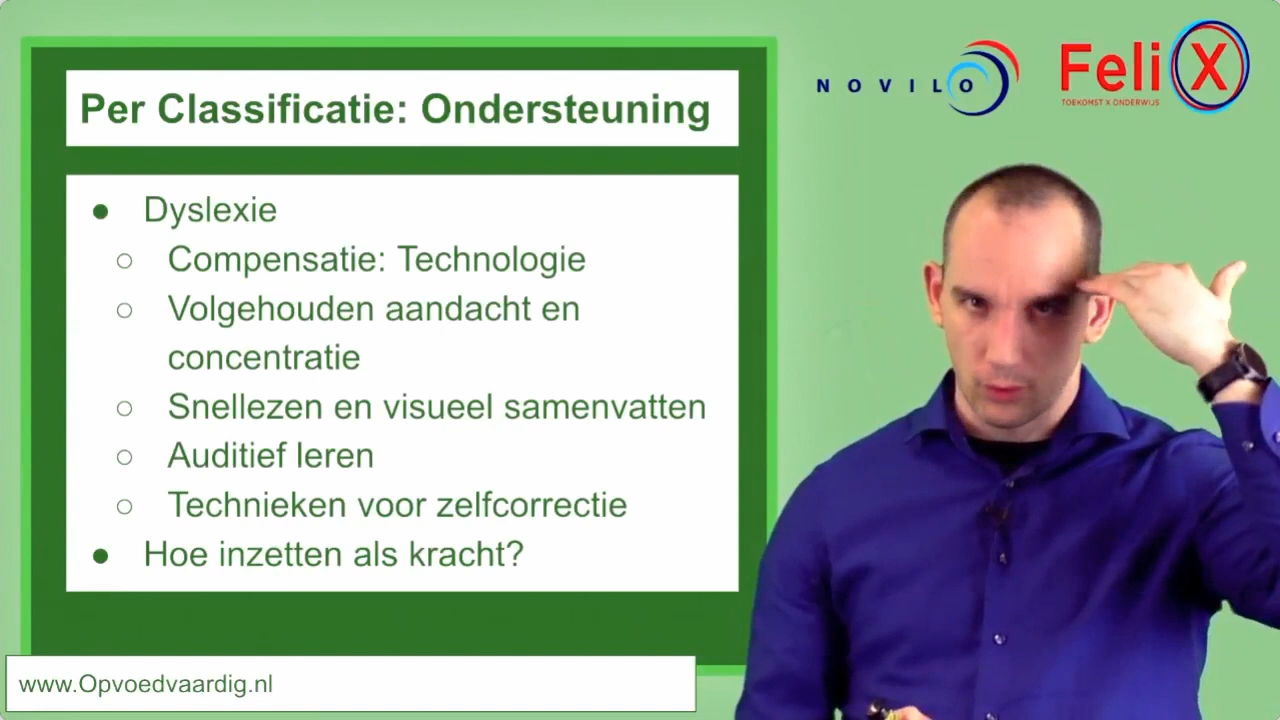 Per Classificatie: Ondersteuning
● Dyslexie
○ Compensatie: Technologie
○ Volgehouden aandacht en
concentratie
○ Snellezen en visueel samenvatten
○ Auditief leren
○ Technieken voor zelfcorrectie
● Hoe inzetten als kracht?
www.Opvoedvaardig.nl
NOVILO
FeliX
TOEKOMST X ONDERWIJS